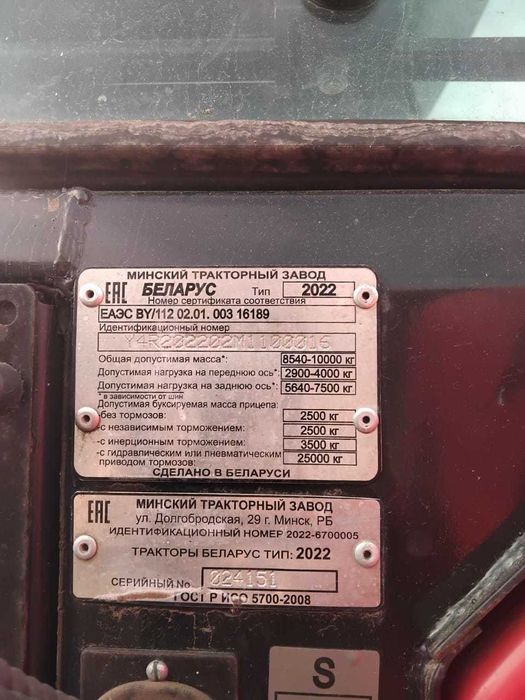 МИНСКИЙ ТРАКТОРНЫЙ ЗАВОД
ЕАС БЕЛАРУС Тип 2022
Номер сертификата соответствия
ЕАЭС BY/112 02.01. 003 16189
Идентификационный номер
Y4R202202M1100016
Общая допустимая масса*: 8540-10000 кг
Допустимая нагрузка на переднюю ось*: 2900-4000 кг
Допустимая нагрузка на заднюю ось*: 5640-7500 кг
* в зависимости от шин
Допустимая буксируемая масса прицепа:
-без тормозов: 2500 кг
-с независимым торможением: 2500 кг
-с инерционным торможением: 3500 кг
-с гидравлическим или пневматическим
приводом тормозов: 25000 кг
СДЕЛАНО В БЕЛАРУСИ
ЕАС МИНСКИЙ ТРАКТОРНЫЙ ЗАВОД
ул. Долгобродская, 29 г. Минск, РБ
ИДЕНТИФИКАЦИОННЫЙ НОМЕР 2022-6700005
ТРАКТОРЫ БЕЛАРУС ТИП: 2022
СЕРИЙНЫЙ No 024151
ГОСТ Р ИСО 5700-2008
S